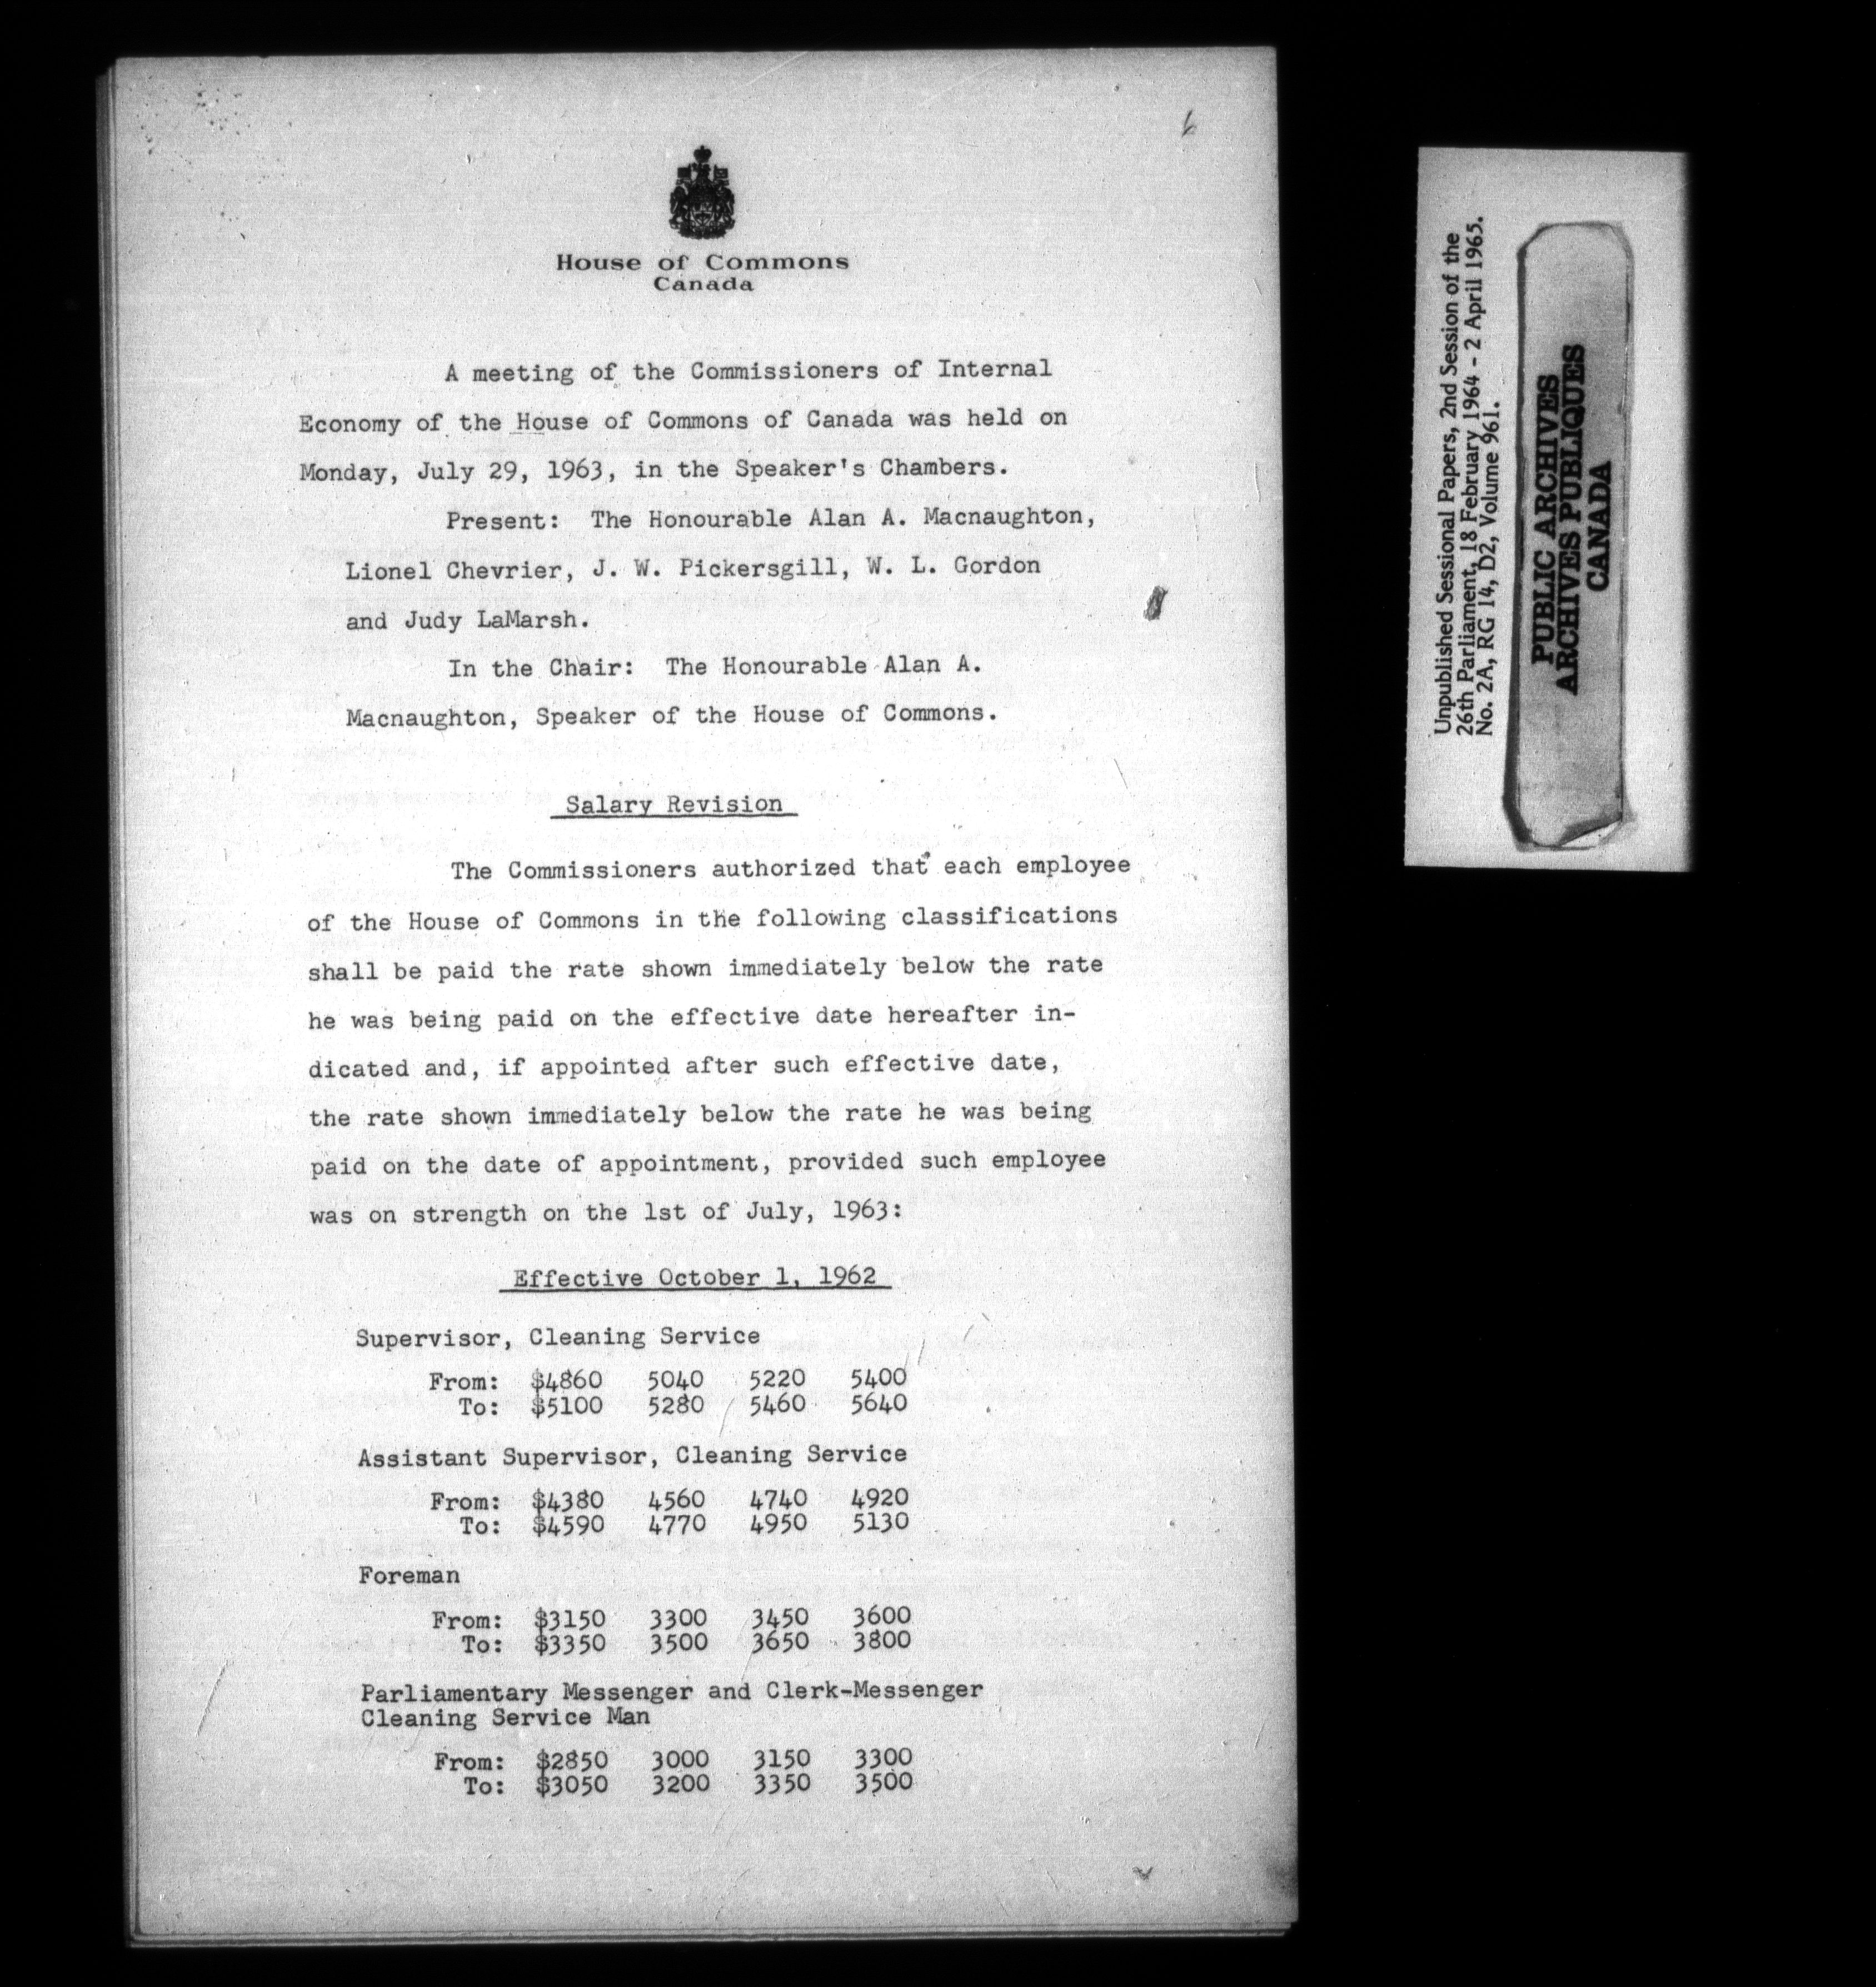 6
House of Commons
Canada
A meeting of the Commissioners of Internal
Economy of the House of Commons of Canada was held on
Monday, July 29, 1963, in the Speaker's Chambers.
Present: The Honourable Alan A. Macnaughton,
Lionel Chevrier, J. W. Pickersgill, W. L. Gordon
and Judy LaMarsh.
In the Chair: The Honourable Alan A.
Macnaughton, Speaker of the House of Commons.
Salary Revision
The Commissioners authorized that each employee
of the House of Commons in the following classifications
shall be paid the rate shown immediately below the rate
he was being paid on the effective date hereafter in-
dicated and, if appointed after such effective date,
the rate shown immediately below the rate he was being
paid on the date of appointment, provided such employee
was on strength on the 1st of July, 1963:
Effective October 1, 1962
Supervisor, Cleaning Service
From: $4860 5040 5220 5400
To: $5100 5280 5460 5640
Assistant Supervisor, Cleaning Service
From: $4380 4560 4740 4920
To: $4590 4770 4950 5130
Foreman
From: $3150 3300 3450 3600
To: $3350 3500 3650 3800
Parliamentary Messenger and Clerk-Messenger
Cleaning Service Man
From: $2850 3000 3150 3300
To: $3050 3200 3350 3500
Unpublished Sessional Papers, 2nd Session of the
26th Parliament, 18 February 1964 - 2 April 1965.
No. 2A, RG 14, D2, Volume 961.
PUBLIC ARCHIVES
ARCHIVES PUBLIQUES
CANADA